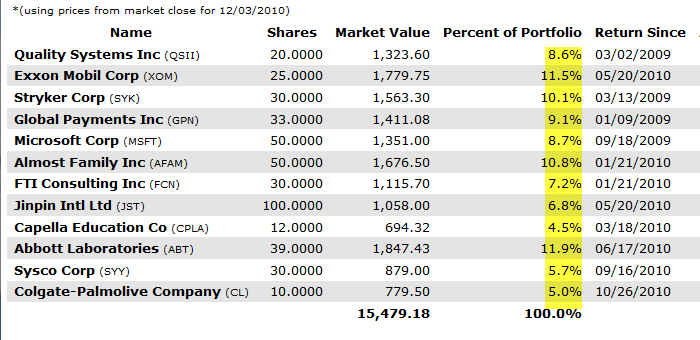 *(using prices from market close for 12/03/2010)
Name Shares Market Value Percent of Portfolio Return Since
Quality Systems Inc (QSII) 20.0000 1,323.60 8.6% 03/02/2009
Exxon Mobil Corp (XOM) 25.0000 1,779.75 11.5% 05/20/2010
Stryker Corp (SYK) 30.0000 1,563.30 10.1% 03/13/2009
Global Payments Inc (GPN) 33.0000 1,411.08 9.1% 01/09/2009
Microsoft Corp (MSFT) 50.0000 1,351.00 8.7% 09/18/2009
Almost Family Inc (AFAM) 50.0000 1,676.50 10.8% 01/21/2010
FTI Consulting Inc (FCN) 30.0000 1,115.70 7.2% 01/21/2010
Jinpin Intl Ltd (JST) 100.0000 1,058.00 6.8% 05/20/2010
Capella Education Co (CPLA) 12.0000 694.32 4.5% 03/18/2010
Abbott Laboratories (ABT) 39.0000 1,847.43 11.9% 06/17/2010
Sysco Corp (SYY) 30.0000 879.00 5.7% 09/16/2010
Colgate-Palmolive Company (CL) 10.0000 779.50 5.0% 10/26/2010
15,479.18 100.0%